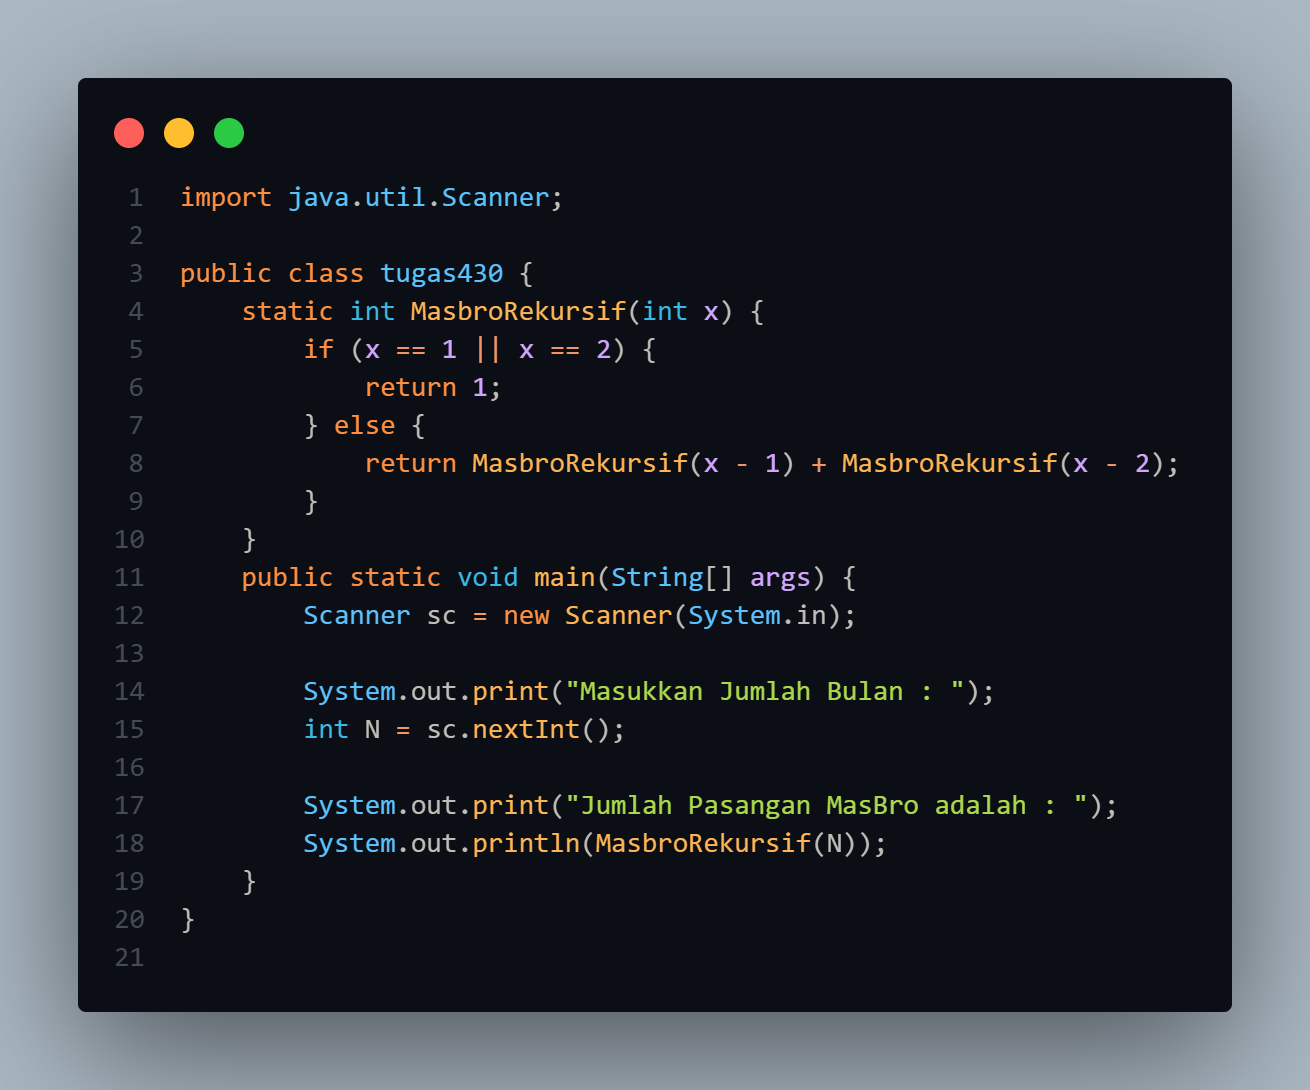 1 import java.util.Scanner;
2
3 public class tugas430 {
4     static int MasbroRekursif(int x) {
5         if (x == 1 || x == 2) {
6             return 1;
7         } else {
8             return MasbroRekursif(x - 1) + MasbroRekursif(x - 2);
9         }
10     }
11     public static void main(String[] args) {
12         Scanner sc = new Scanner(System.in);
13
14         System.out.print("Masukkan Jumlah Bulan : ");
15         int N = sc.nextInt();
16
17         System.out.print("Jumlah Pasangan MasBro adalah : ");
18         System.out.println(MasbroRekursif(N));
19     }
20 }
21